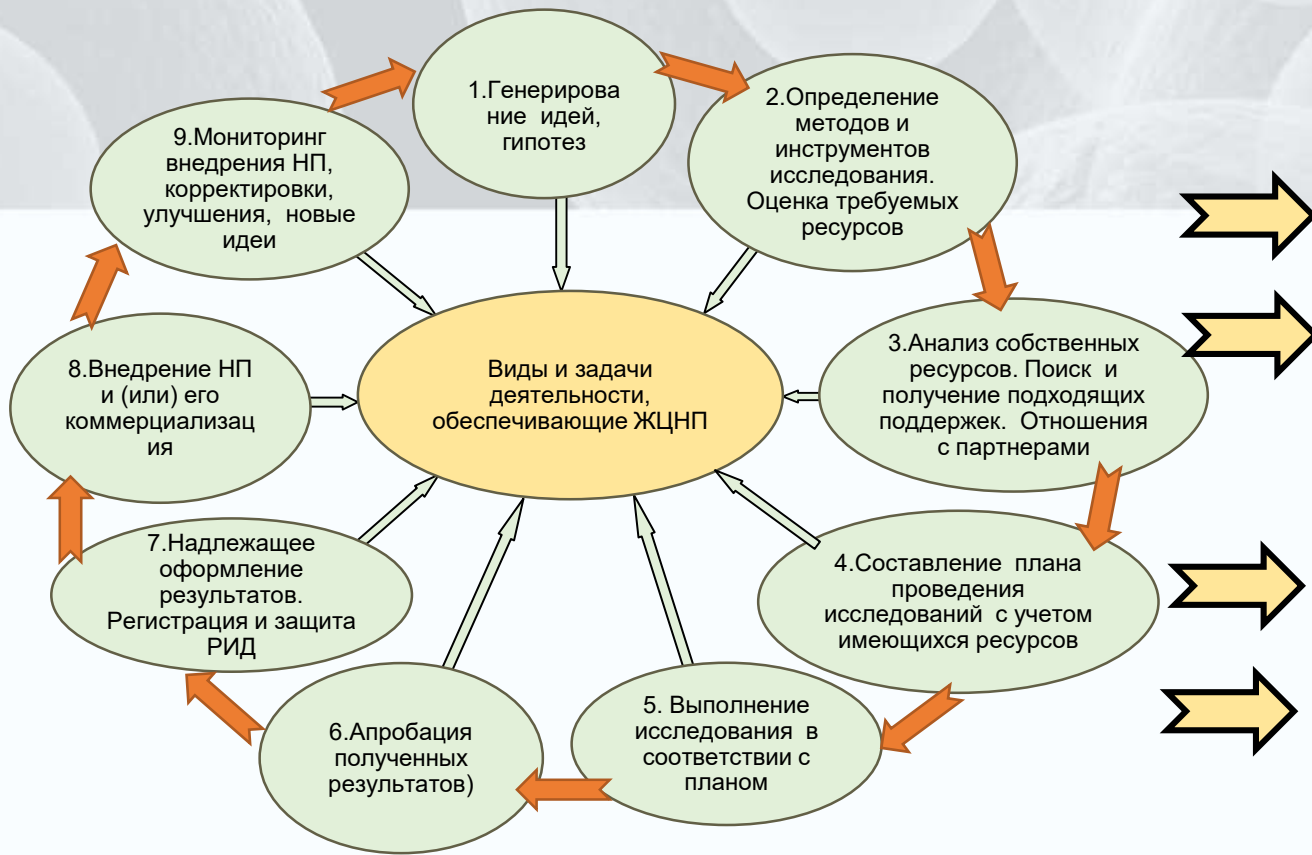 1.Генерирова
ние идей,
гипотез
2.Определение
методов и
инструментов
исследования.
Оценка требуемых
ресурсов
3.Анализ собственных
ресурсов. Поиск и
получение подходящих
поддержек. Отношения
с партнерами
4.Составление плана
проведения
исследований с учетом
имеющихся ресурсов
5. Выполнение
исследования в
соответствии с
планом
6.Апробация
полученных
результатов)
7.Надлежащее
оформление
результатов.
Регистрация и защита
РИД
8.Внедрение НП
и (или) его
коммерциализац
ия
9.Мониторинг
внедрения НП,
корректировки,
улучшения, новые
идеи
Виды и задачи
деятельности,
обеспечивающие ЖЦНП